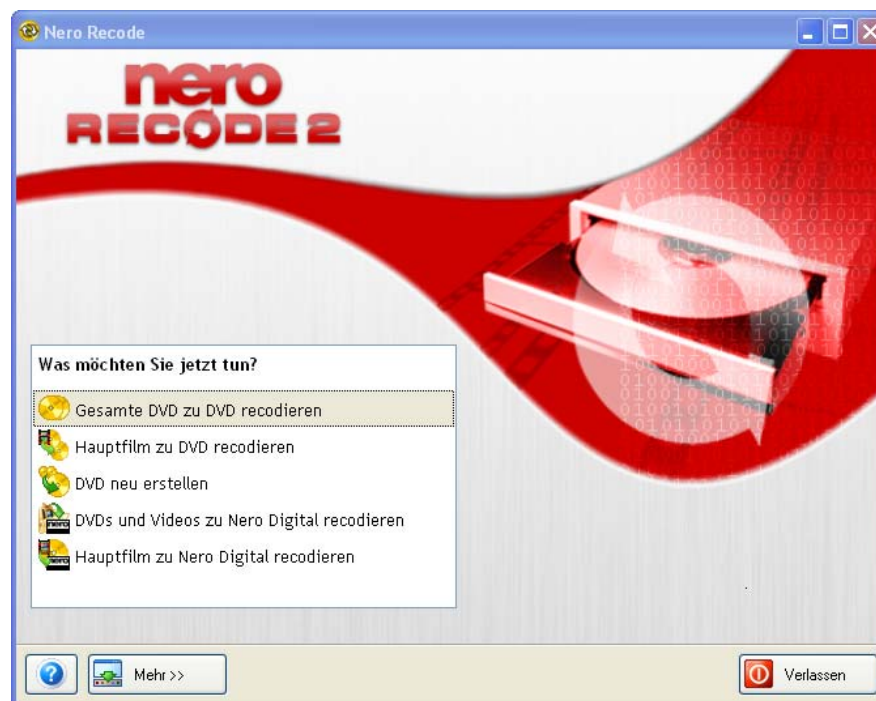 Nero Recode
nero
RECODE 2
Was möchten Sie jetzt tun?
Gesamte DVD zu DVD recodieren
Hauptfilm zu DVD recodieren
DVD neu erstellen
DVDs und Videos zu Nero Digital recodieren
Hauptfilm zu Nero Digital recodieren
Mehr >>
Verlassen